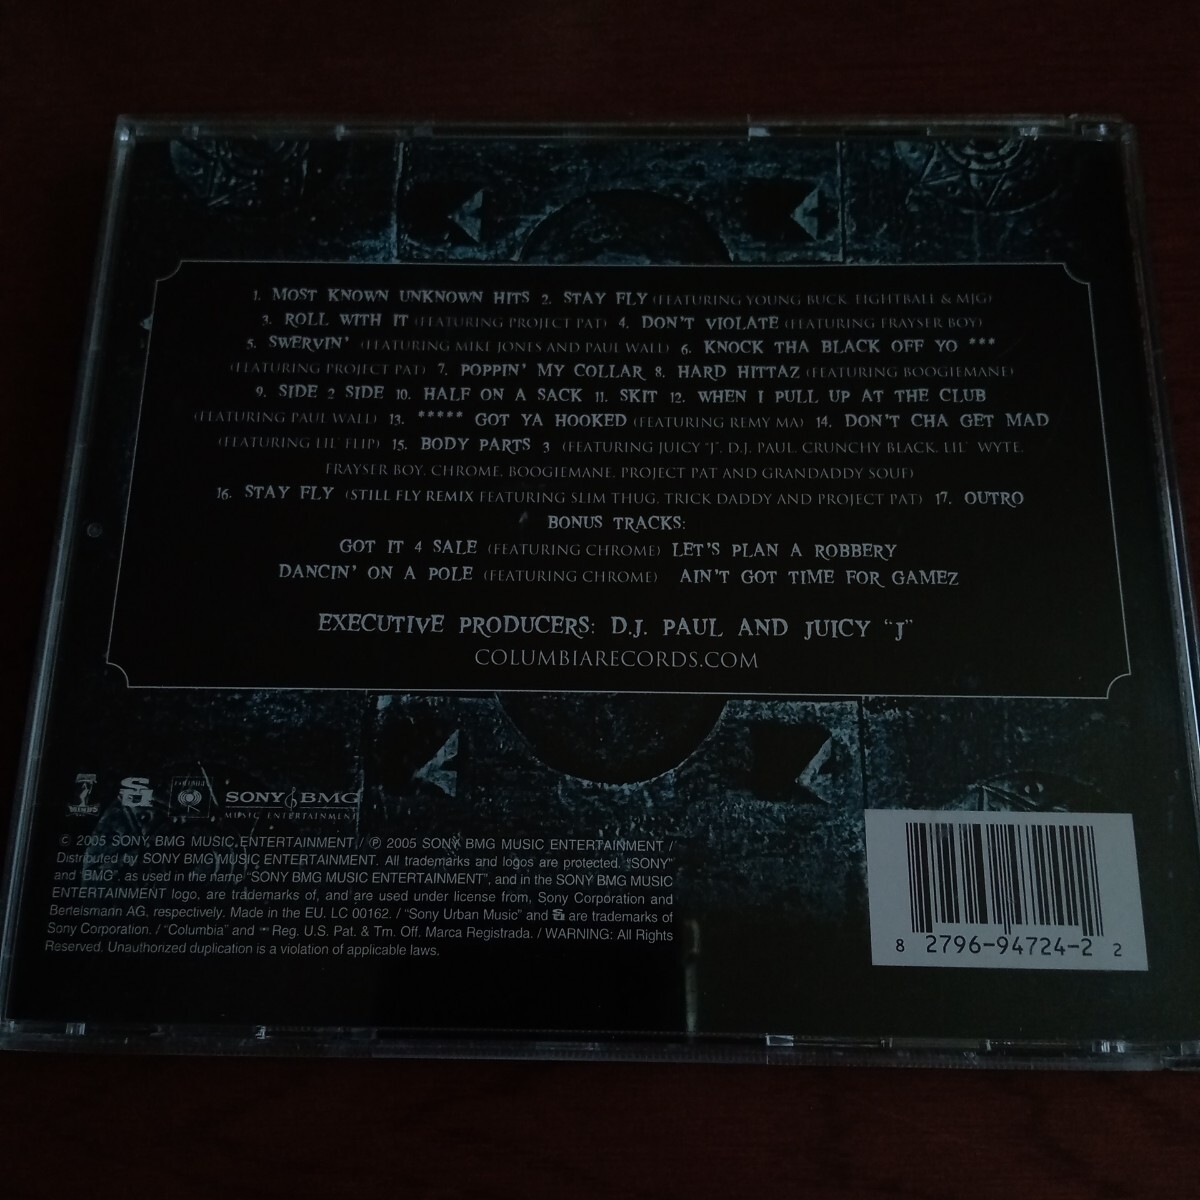 1. MOST KNOWN UNKNOWN HITS 2. STAY FLY (FEATURING YOUNG BUCK, EIGHTBALL & MJG)
3. ROLL WITH IT (FEATURING PROJECT PAT) 4. DON'T VIOLATE (FEATURING FRAYSER BOY)
5. SWERVIN' (FEATURING MIKE JONES AND PAUL WALL) 6. KNOCK THA BLACK OFF YO ***
(FEATURING PROJECT PAT) 7. POPPIN' MY COLLAR 8. HARD HITTAZ (FEATURING BOOGIEMANE)
9. SIDE 2 SIDE 10. HALF ON A SACK 11. SKIT 12. WHEN I PULL UP AT THE CLUB
(FEATURING PAUL WALL) 13. ***** GOT YA HOOKED (FEATURING REMY MA) 14. DON'T CHA GET MAD
(FEATURING LIL' FLIP) 15. BODY PARTS 3 (FEATURING JUICY "J", D.J. PAUL, CRUNCHY BLACK, LIL' WYTE,
FRAYSER BOY, CHROME, BOOGIEMANE, PROJECT PAT AND GRANDADDY SOUF)
16. STAY FLY (STILL FLY REMIX FEATURING SLIM THUG, TRICK DADDY AND PROJECT PAT) 17. OUTRO
BONUS TRACKS:
GOT IT 4 SALE (FEATURING CHROME) LET'S PLAN A ROBBERY
DANCIN' ON A POLE (FEATURING CHROME) AIN'T GOT TIME FOR GAMEZ
EXECUTIVE PRODUCERS: D.J. PAUL AND JUICY "J"
COLUMBIARECORDS.COM
SONY BMG
MUSIC ENTERTAINMENT
© 2005 SONY BMG MUSIC ENTERTAINMENT / ℗ 2005 SONY BMG MUSIC ENTERTAINMENT /
Distributed by SONY BMG MUSIC ENTERTAINMENT. All trademarks and logos are protected. "SONY"
and "BMG", as used in the name "SONY BMG MUSIC ENTERTAINMENT", and in the SONY BMG MUSIC
ENTERTAINMENT logo, are trademarks of, and are used under license from, Sony Corporation and
Bertelsmann AG, respectively. Made in the EU. LC 00162. / "Sony Urban Music" and are trademarks of
Sony Corporation. / "Columbia" and Reg. U.S. Pat. & Tm. Off. Marca Registrada. / WARNING: All Rights
Reserved. Unauthorized duplication is a violation of applicable laws.
8 2796-94724-2 2